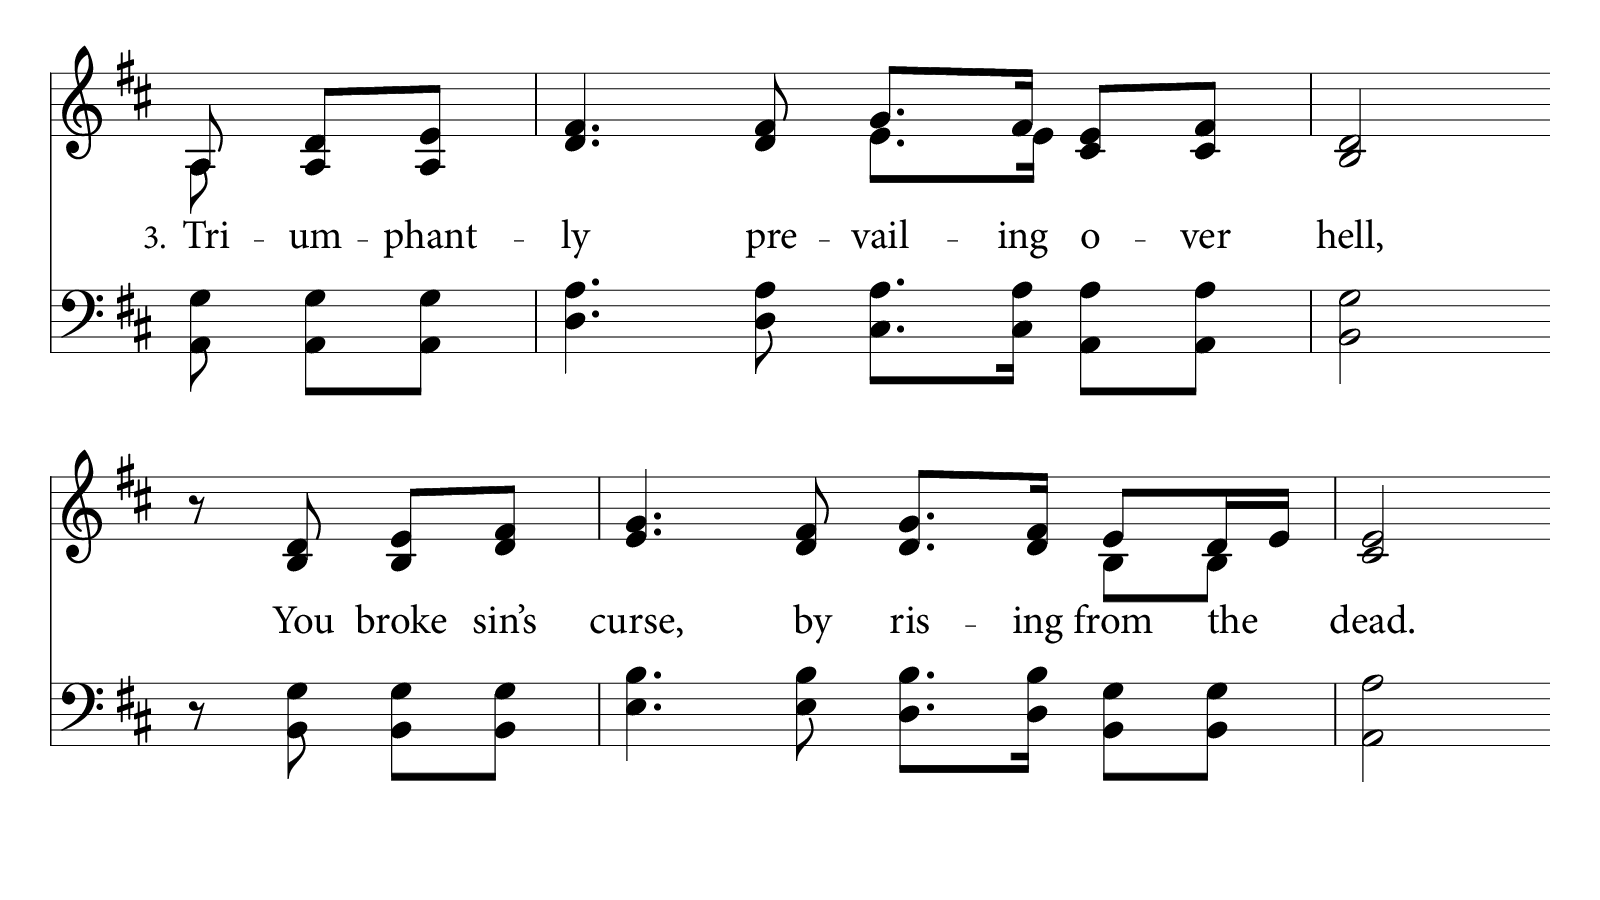 3. Tri - um - phant - ly pre - vail - ing o - ver hell,
You broke sin’s curse, by ris - ing from the dead.